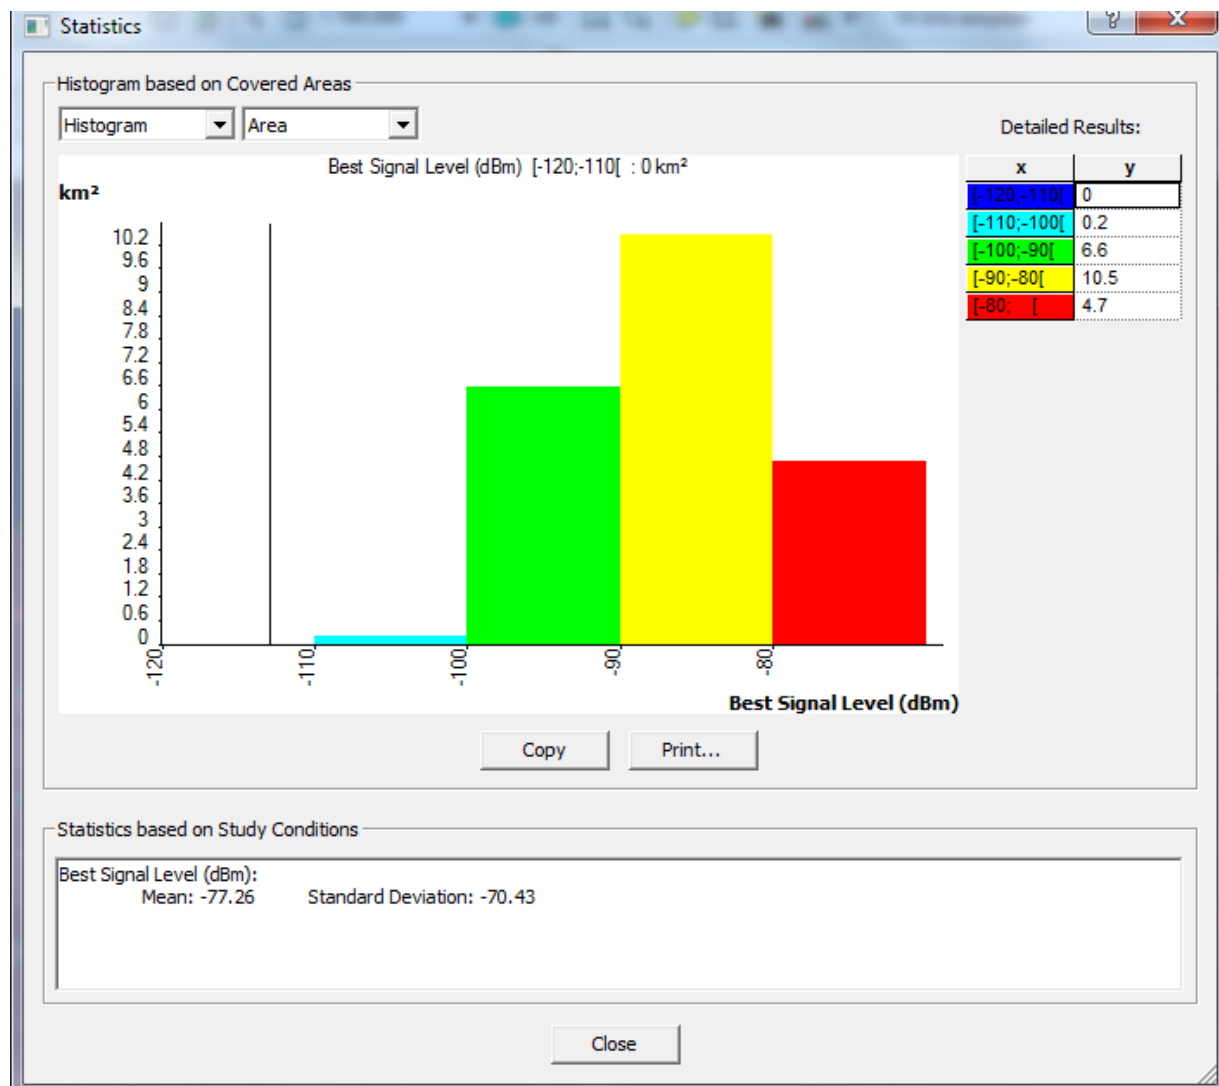 Statistics
Histogram based on Covered Areas
Histogram Area
Detailed Results:
Best Signal Level (dBm) [-120;-110[ : 0 km²
km²
10.2
9.6
9
8.4
7.8
7.2
6.6
6
5.4
4.8
4.2
3.6
3
2.4
1.8
1.2
0.6
0
-120 -110 -100 -90 -80
Best Signal Level (dBm)
x y
[-120;-110[ 0
[-110;-100[ 0.2
[-100;-90[ 6.6
[-90;-80[ 10.5
[-80; [ 4.7
Copy Print...
Statistics based on Study Conditions
Best Signal Level (dBm):
Mean: -77.26 Standard Deviation: -70.43
Close